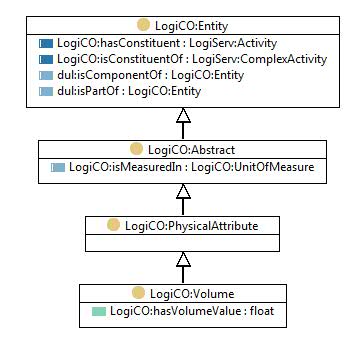 LogiCO:Entity
LogiCO:hasConstituent : LogiServ:Activity
LogiCO:isConstituentOf : LogiServ:ComplexActivity
dul:isComponentOf : LogiCO:Entity
dul:isPartOf : LogiCO:Entity
LogiCO:Abstract
LogiCO:isMeasuredIn : LogiCO:UnitOfMeasure
LogiCO:PhysicalAttribute
LogiCO:Volume
LogiCO:hasVolumeValue : float